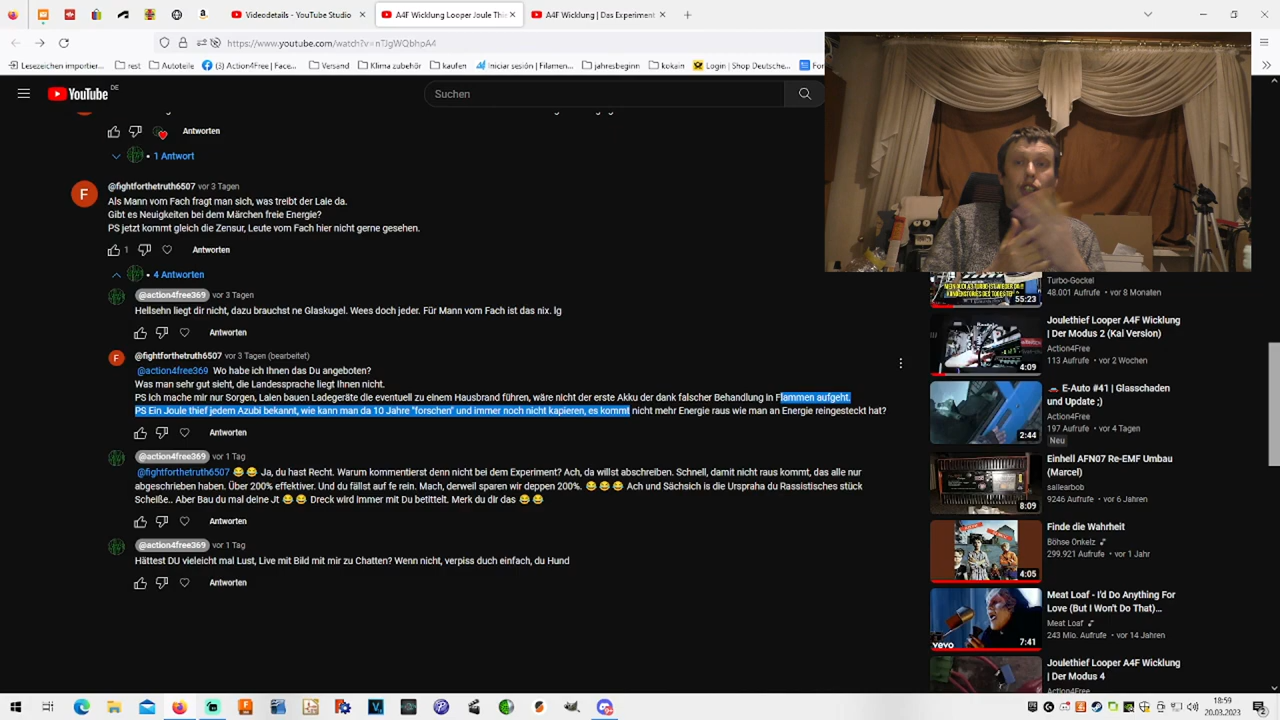 Videodetails - YouTube Studio
A4F Wicklung Looper Joule Thie
A4F Wicklung | Das Experiment
https://www.youtube.com/watch?v=nTJgWQbhpA4
Lesezeichen importier...
rest
Autoteile
(3) Action4Free | Face...
Versand
Klima zubehör
kaufen
Iniciar sesión | Filamen...
jahresbeginn
kokain
Login | Shop Deutsche...
YouTube DE
Suchen
Antworten
1 Antwort
F
@fightforthetruth6507 vor 3 Tagen
Als Mann vom Fach fragt man sich, was treibt der Laie da.
Gibt es Neuigkeiten bei dem Märchen freie Energie?
PS jetzt kommt gleich die Zensur, Leute vom Fach hier nicht gerne gesehen.
1 Antworten
4 Antworten
@action4free369 vor 3 Tagen
Hellsehn liegt dir nicht, dazu brauchst ne Glaskugel. Wees doch jeder. Für Mann vom Fach ist das nix. lg
Antworten
F
@fightforthetruth6507 vor 3 Tagen (bearbeitet)
@action4free369 Wo habe ich Ihnen das Du angeboten?
Was man sehr gut sieht, die Landessprache liegt Ihnen nicht.
PS ich mache mir nur Sorgen, Laien bauen Ladegeräte die eventuell zu einem Hausbrand führen, wäre nicht der erste Akku der dank falscher Behandlung in Flammen aufgeht.
PS Ein Joule thief jedem Azubi bekannt, wie kann man da 10 Jahre "forschen" und immer noch nicht kapieren, es kommt nicht mehr Energie raus wie man an Energie reingesteckt hat?
Antworten
@action4free369 vor 1 Tag
@fightforthetruth6507 😂😂 Ja, du hast Recht. Warum kommentierst denn nicht bei dem Experiment? Ach, da willst abschreiben. Schnell, damit nicht raus kommt, das alle nur
abgeschrieben haben. Über 200% effektiver. Und du fällst auf fe rein. Mach, derweil sparen wir deppen 200%. 😂😂😂 Ach und Sächsich is die Urspraha du Rassistisches stück
Scheiße.. Aber Bau du mal deine Jt 😂😂 Dreck wird immer mit Du betittelt. Merk du dir das 😂😂
Antworten
@action4free369 vor 1 Tag
Hättest DU vieleicht mal Lust, Live mit Bild mit mir zu Chatten? Wenn nicht, verpiss duch einfach, du Hund
Antworten
55:23
Turbo-Gockel
48.001 Aufrufe • vor 8 Monaten
4:09
Joulethief Looper A4F Wicklung
| Der Modus 2 (Kai Version)
Action4Free
113 Aufrufe • vor 2 Wochen
2:44
🚗 E-Auto #41 | Glasschaden
und Update ;)
Action4Free
197 Aufrufe • vor 4 Tagen
Neu
8:09
Einhell AFN07 Re-EMF Umbau
(Marcel)
sallearbob
9246 Aufrufe • vor 6 Jahren
4:05
Finde die Wahrheit
Böhse Onkelz
299.921 Aufrufe • vor 1 Jahr
vevo
7:41
Meat Loaf - I'd Do Anything For
Love (But I Won't Do That)...
Meat Loaf
243 Mio. Aufrufe • vor 14 Jahren
Joulethief Looper A4F Wicklung
| Der Modus 4
Action4Free
18:59
20.03.2023
2